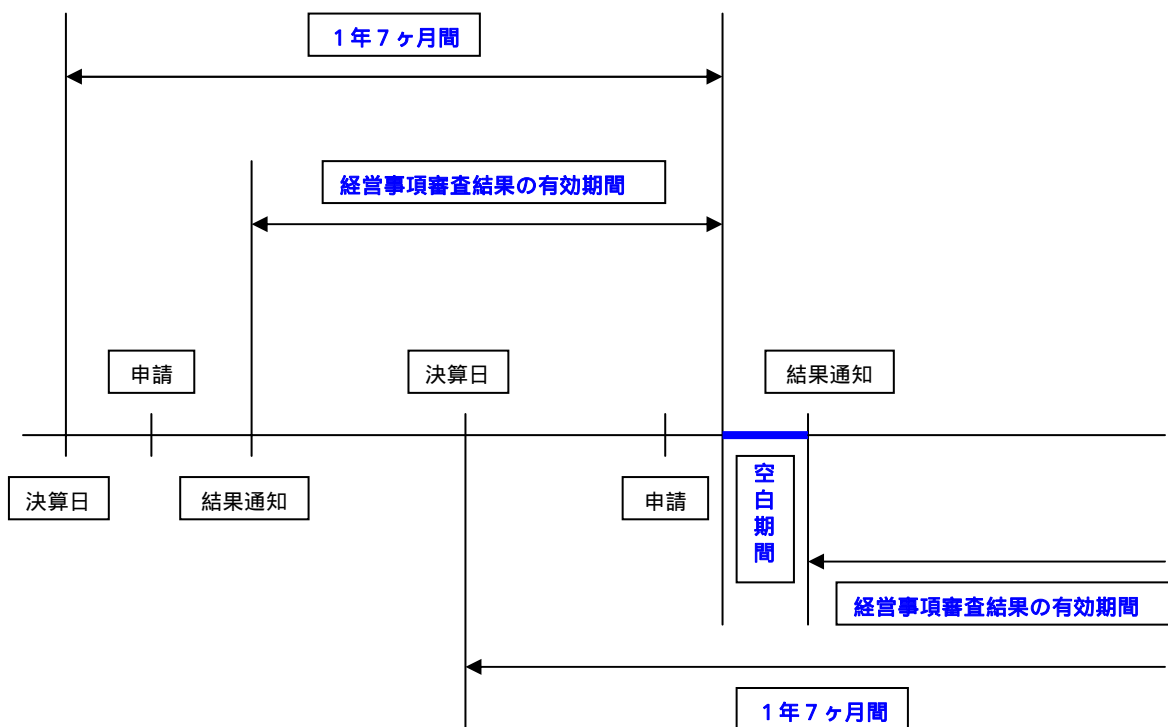 1年7ヶ月間
経営事項審査結果の有効期間
申請
決算日
結果通知
決算日
結果通知
申請
空白期間
経営事項審査結果の有効期間
1年7ヶ月間